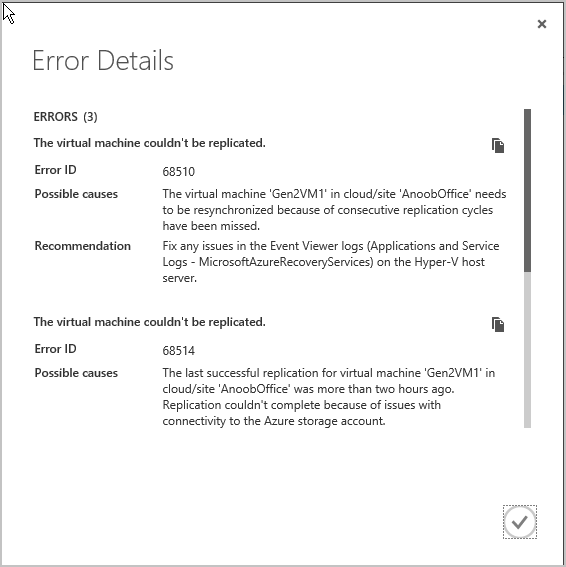 Error Details
ERRORS (3)
The virtual machine couldn't be replicated.
Error ID 68510
Possible causes The virtual machine 'Gen2VM1' in cloud/site 'AnoobOffice' needs
to be resynchronized because of consecutive replication cycles
have been missed.
Recommendation Fix any issues in the Event Viewer logs (Applications and Service
Logs - MicrosoftAzureRecoveryServices) on the Hyper-V host
server.
The virtual machine couldn't be replicated.
Error ID 68514
Possible causes The last successful replication for virtual machine 'Gen2VM1' in
cloud/site 'AnoobOffice' was more than two hours ago.
Replication couldn't complete because of issues with
connectivity to the Azure storage account.